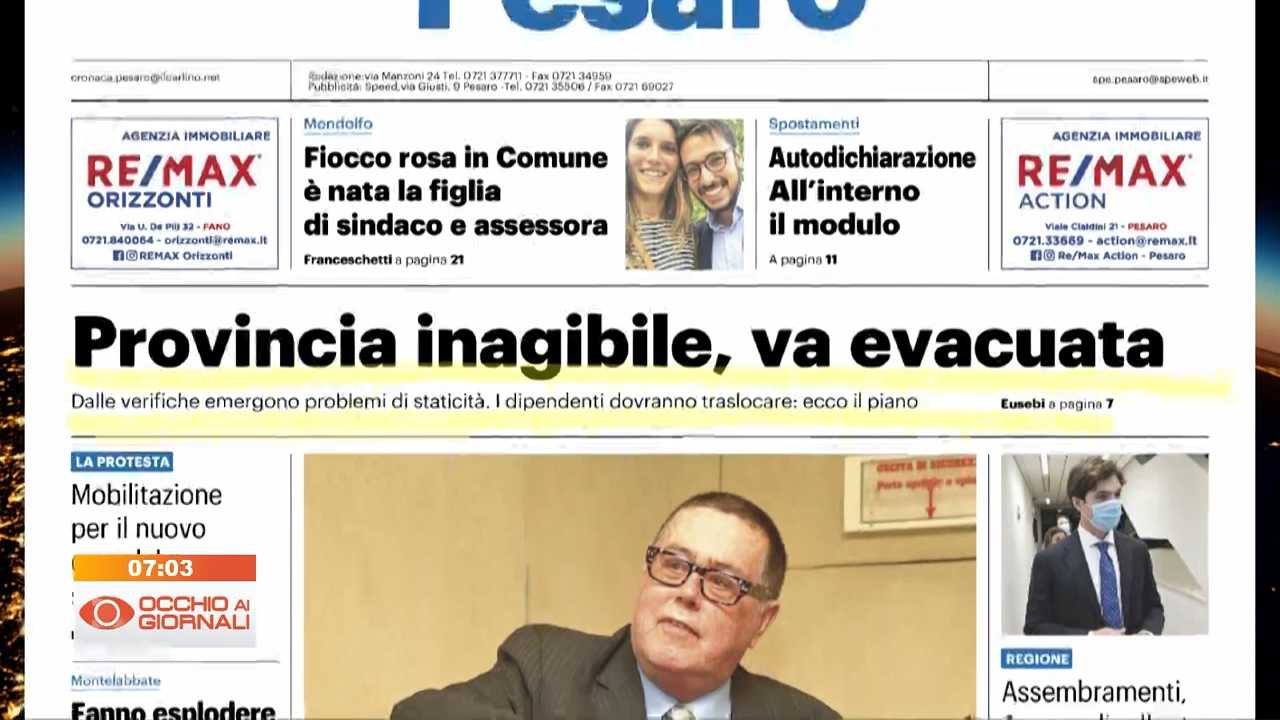 Pesaro
cronaca.pesaro@ilcarlino.net
Redazione: via Manzoni 24 Tel. 0721 377711 - Fax 0721 34959
Pubblicità: Speed, via Giusti, 9 Pesaro -Tel. 0721 35506 / Fax 0721 69027
spe.pesaro@speweb.it
AGENZIA IMMOBILIARE
RE/MAX
ORIZZONTI
Via U. De Pili 32 - FANO
0721.840064 - orizzonti@remax.it
REMAX Orizzonti
Mondolfo
Fiocco rosa in Comune
è nata la figlia
di sindaco e assessora
Franceschetti a pagina 21
Spostamenti
Autodichiarazione
All'interno
il modulo
A pagina 11
AGENZIA IMMOBILIARE
RE/MAX
ACTION
Viale Cialdini 21 - PESARO
0721.33669 - action@remax.it
Re/Max Action - Pesaro
Provincia inagibile, va evacuata
Dalle verifiche emergono problemi di staticità. I dipendenti dovranno traslocare: ecco il piano
Eusebi a pagina 7
LA PROTESTA
Mobilitazione
per il nuovo
07:03
OCCHIO AI
GIORNALI
Montelabbate
Fanno esplodere
USCITA DI SICUREZZ
REGIONE
Assembramenti,